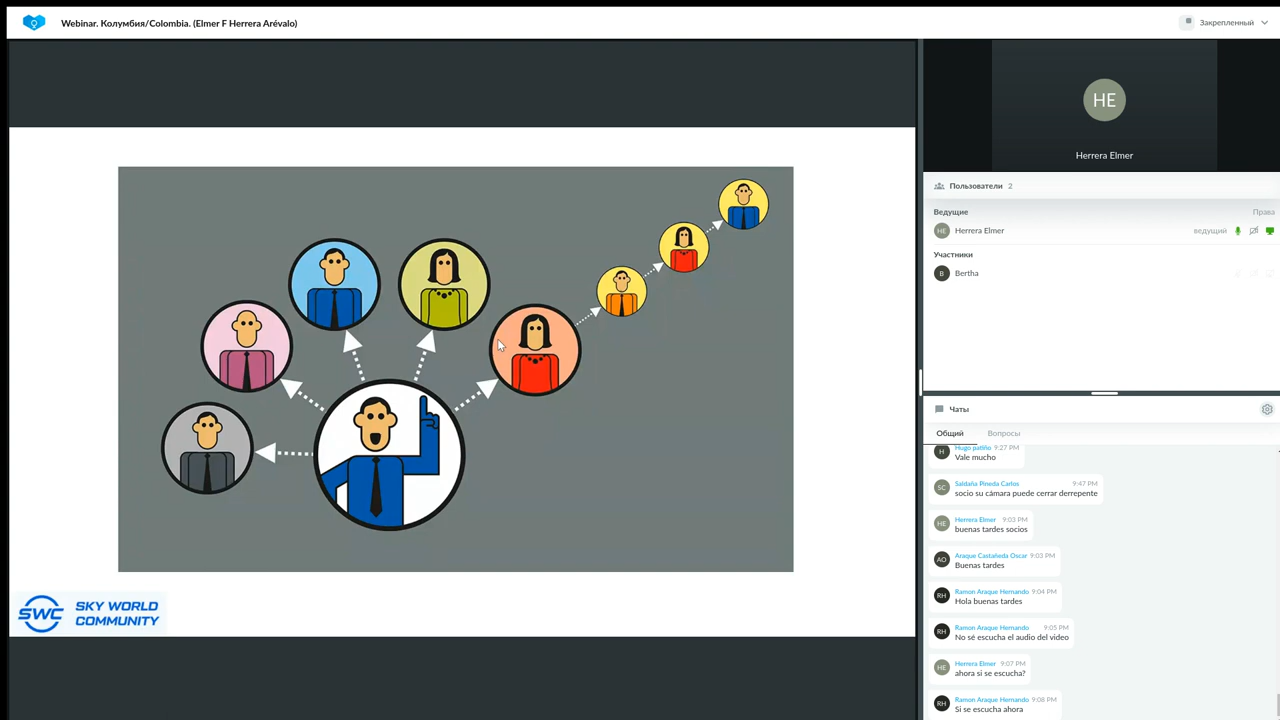 Webinar. Колумбия/Colombia. (Elmer F Herrera Arévalo)
Закрепленный
HE
Herrera Elmer
Пользователи 2
Ведущие Права
HE Herrera Elmer ведущий
Участники
B Bertha
SWC SKY WORLD
COMMUNITY
Чаты
Общий Вопросы
H Hugo patiño 9:27 PM
Vale mucho
SC Saldaña Pineda Carlos 9:47 PM
socio su cámara puede cerrar derrepente
HE Herrera Elmer 9:03 PM
buenas tardes socios
AO Araque Castañeda Oscar 9:03 PM
Buenas tardes
RH Ramon Araque Hernando 9:04 PM
Hola buenas tardes
RH Ramon Araque Hernando 9:05 PM
No sé escucha el audio del video
HE Herrera Elmer 9:07 PM
ahora si se escucha?
RH Ramon Araque Hernando 9:08 PM
Si se escucha ahora